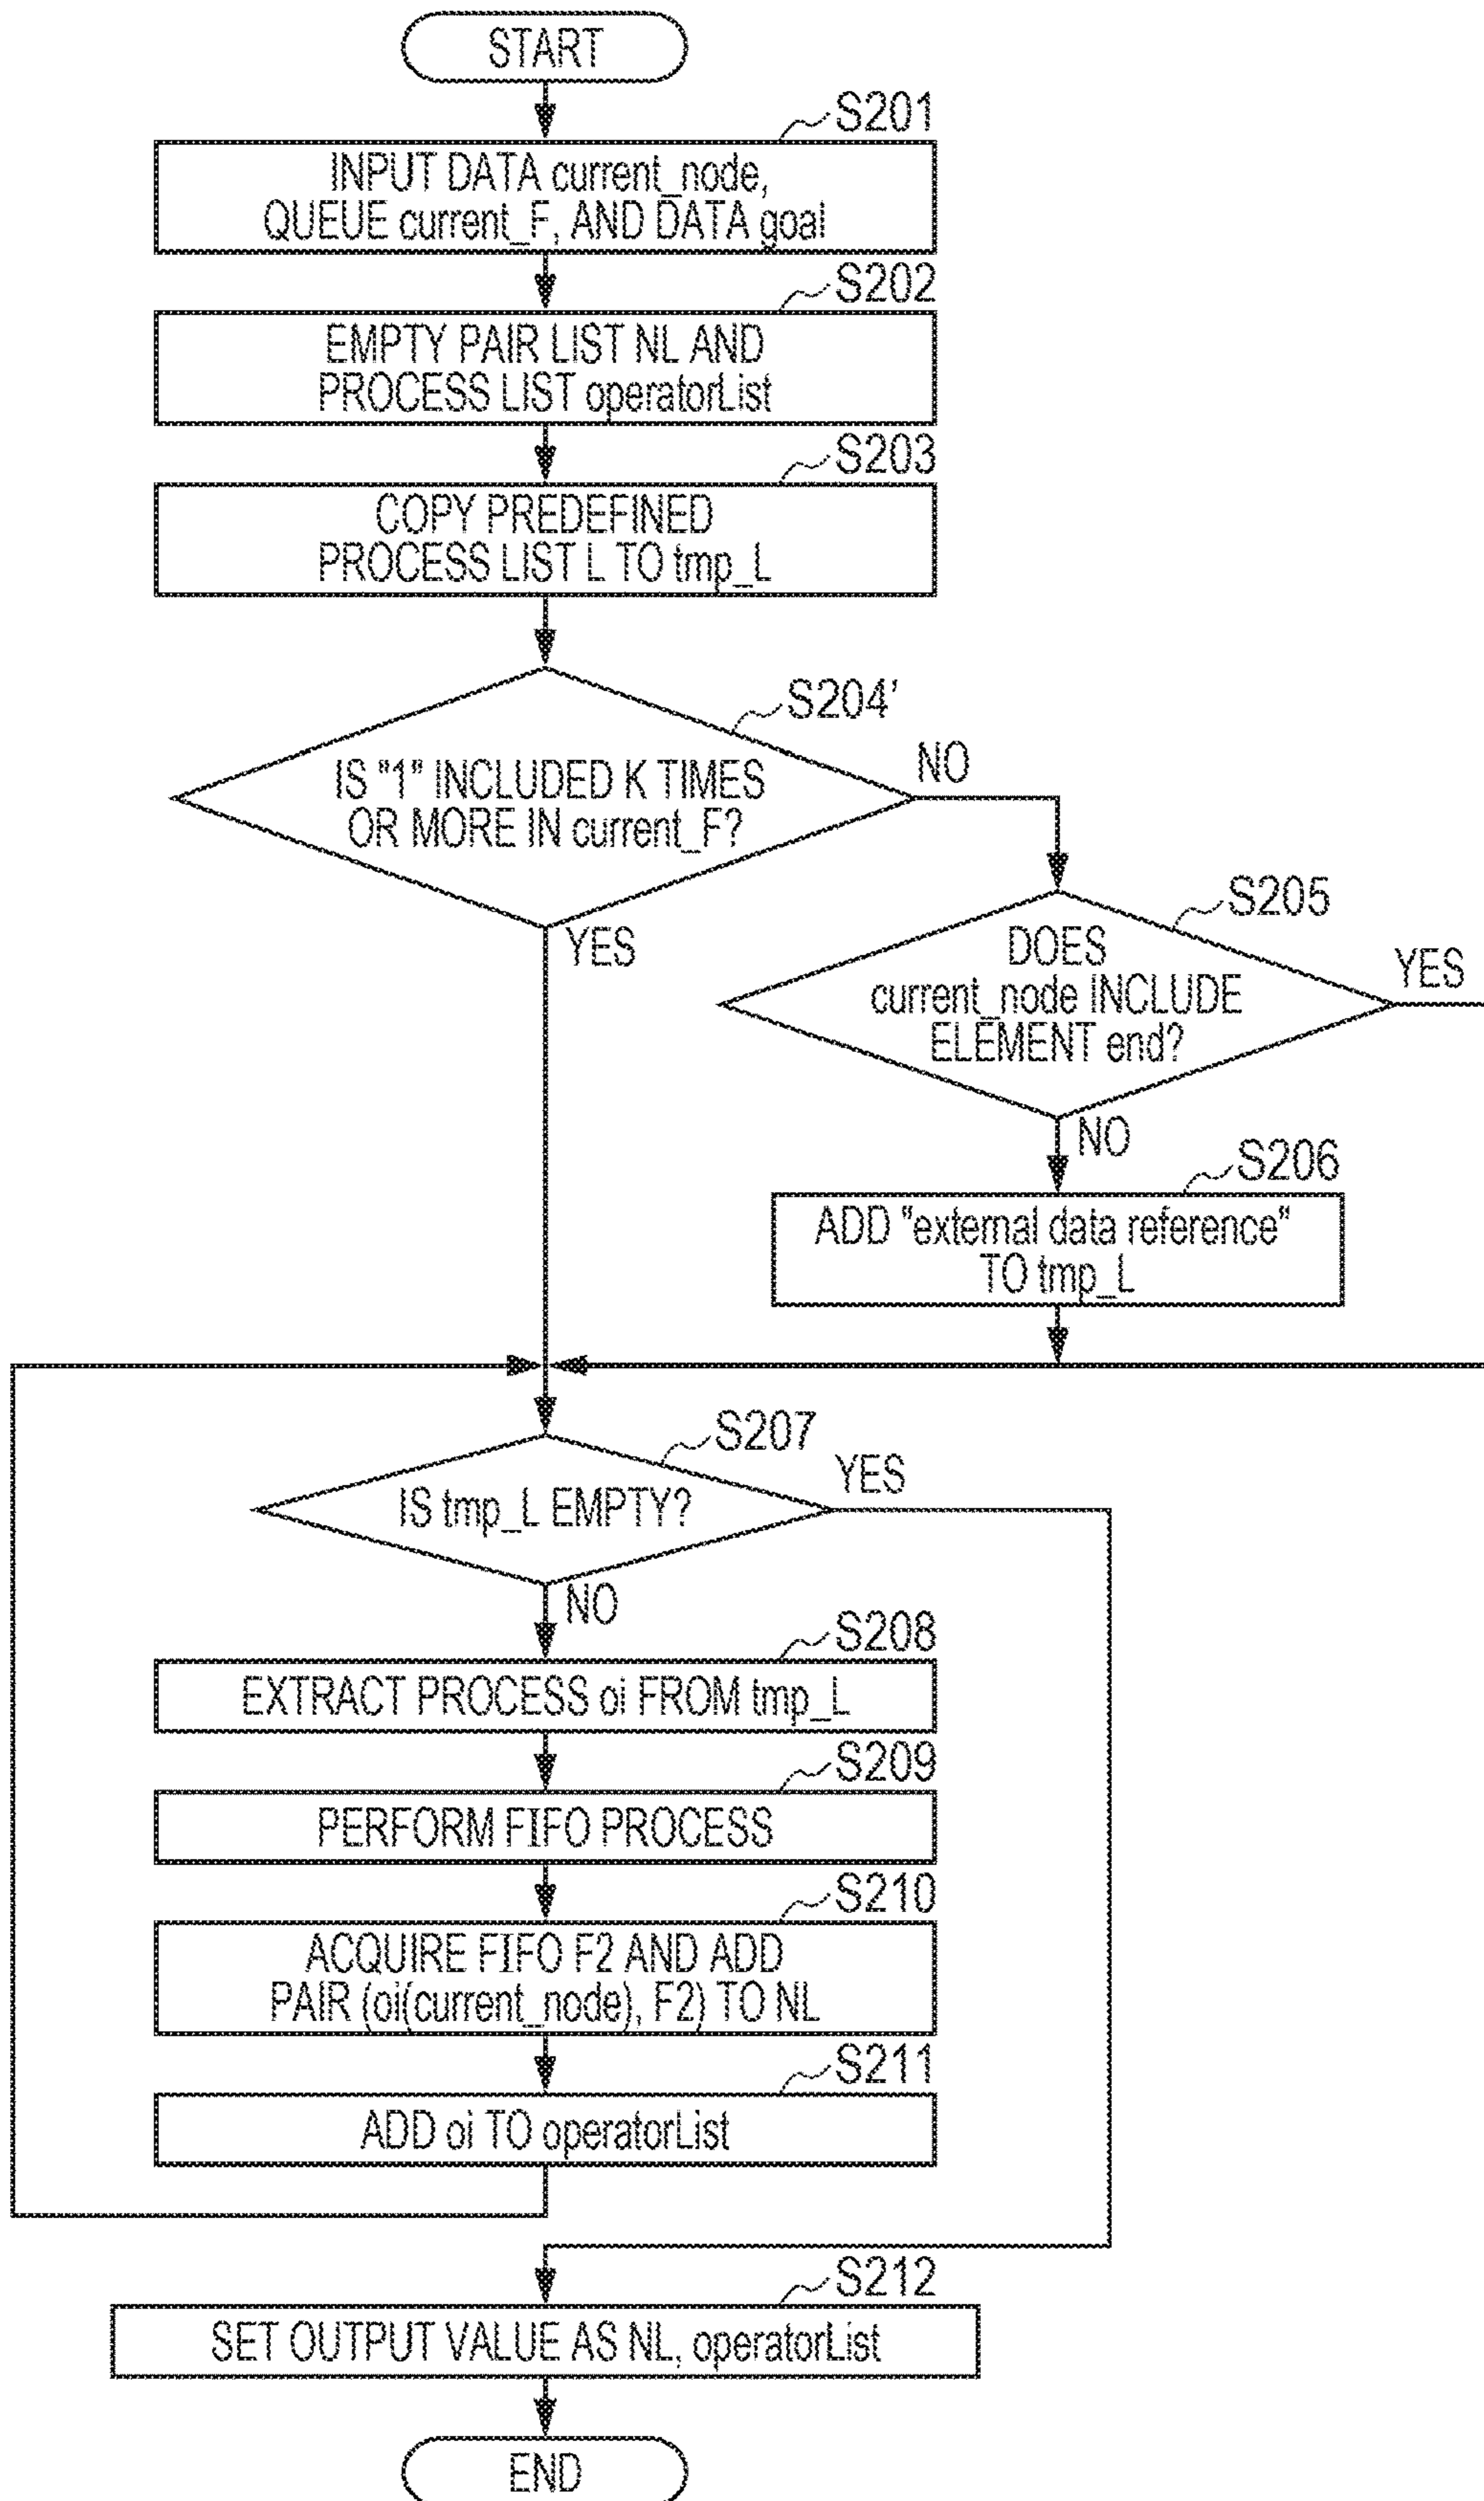 START
S201
INPUT DATA current_node,
QUEUE current_F, AND DATA goal
S202
EMPTY PAIR LIST NL AND
PROCESS LIST operatorList
S203
COPY PREDEFINED
PROCESS LIST L TO tmp_L
S204'
IS "1" INCLUDED K TIMES
OR MORE IN current_F?
NO
YES
S205
DOES
current_node INCLUDE
ELEMENT end?
YES
NO
S206
ADD "external data reference"
TO tmp_L
S207
IS tmp_L EMPTY?
YES
NO
S208
EXTRACT PROCESS oi FROM tmp_L
S209
PERFORM FIFO PROCESS
S210
ACQUIRE FIFO F2 AND ADD
PAIR (oi(current_node), F2) TO NL
S211
ADD oi TO operatorList
S212
SET OUTPUT VALUE AS NL, operatorList
END